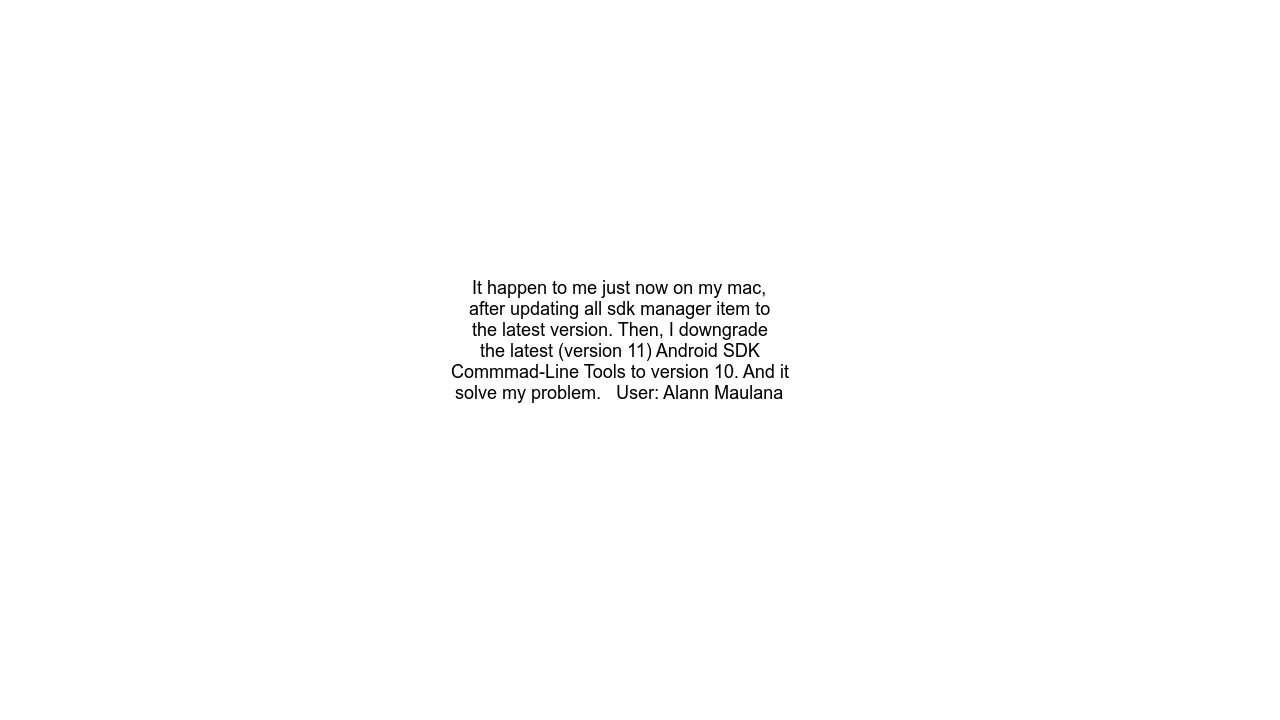 It happen to me just now on my mac,
after updating all sdk manager item to
the latest version. Then, I downgrade
the latest (version 11) Android SDK
Commmad-Line Tools to version 10. And it
solve my problem.   User: Alann Maulana